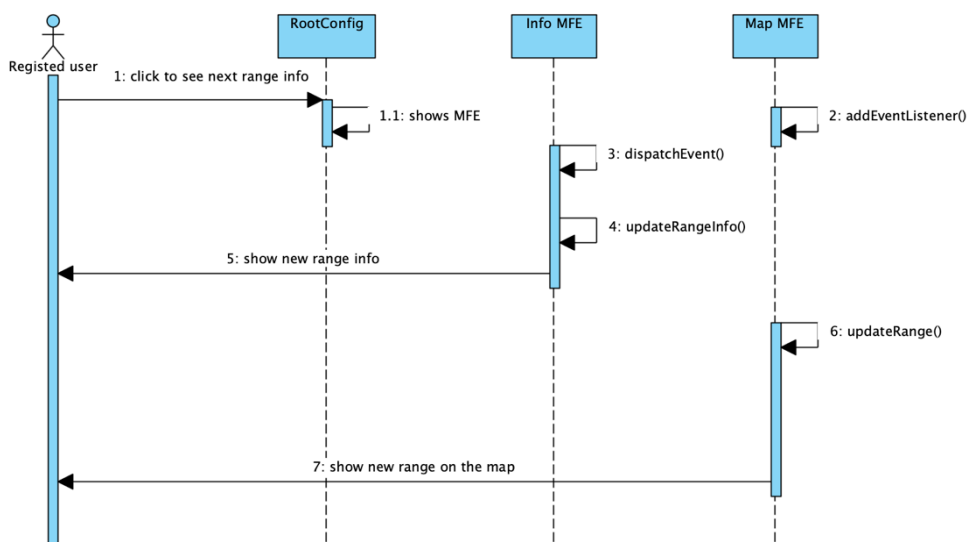 RootConfig
Info MFE
Map MFE
Registed user
1: click to see next range info
1.1: shows MFE
2: addEventListener()
3: dispatchEvent()
4: updateRangeInfo()
5: show new range info
6: updateRange()
7: show new range on the map